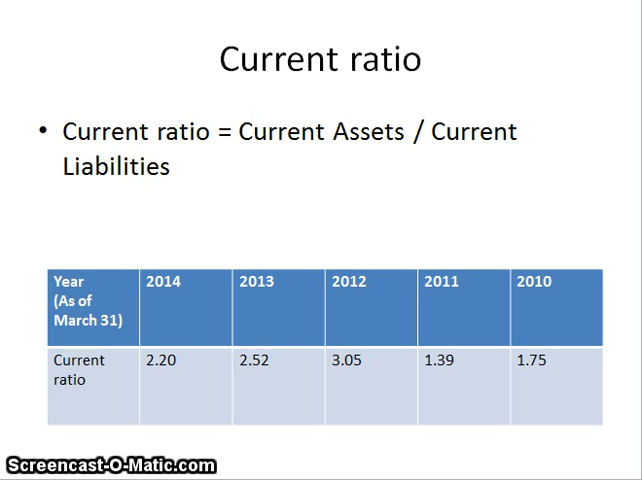 Current ratio
• Current ratio = Current Assets / Current
Liabilities
Year
(As of
March 31)
2014
2013
2012
2011
2010
Current
ratio
2.20
2.52
3.05
1.39
1.75
Screencast-O-Matic.com